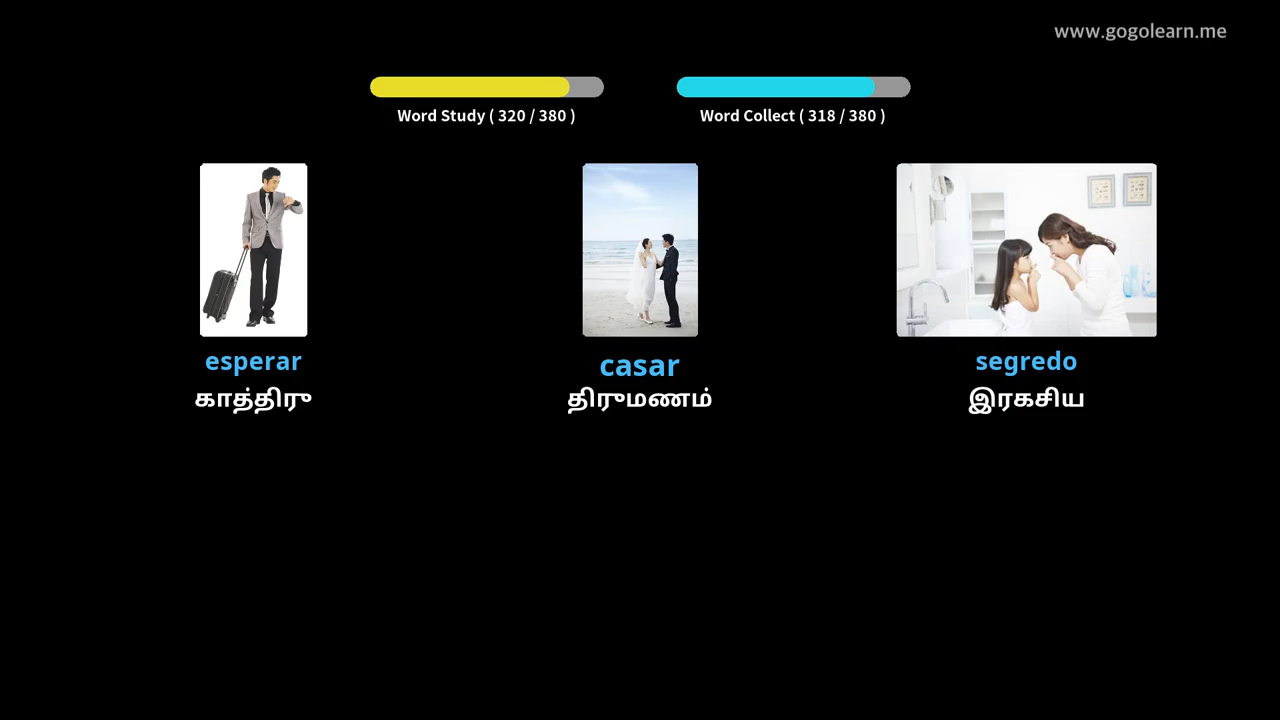 www.gogolearn.me
Word Study ( 320 / 380 )
Word Collect ( 318 / 380 )
esperar
காத்திரு
casar
திருமணம்
segredo
இரகசிய